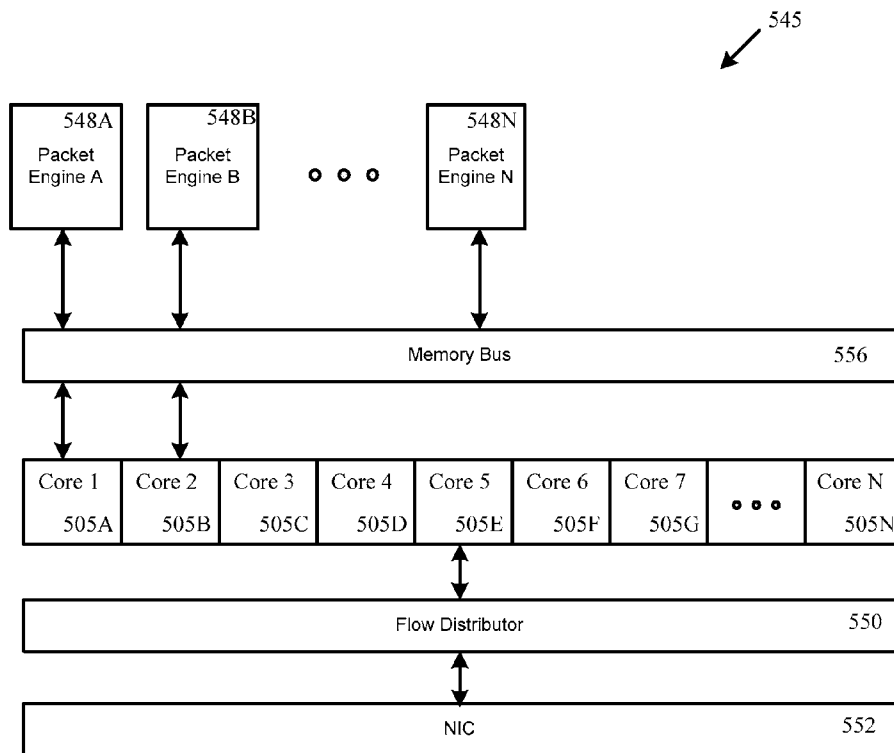 545
548A
Packet
Engine A
548B
Packet
Engine B
548N
Packet
Engine N
Memory Bus 556
Core 1 Core 2 Core 3 Core 4 Core 5 Core 6 Core 7 Core N
505A 505B 505C 505D 505E 505F 505G 505N
Flow Distributor 550
NIC 552